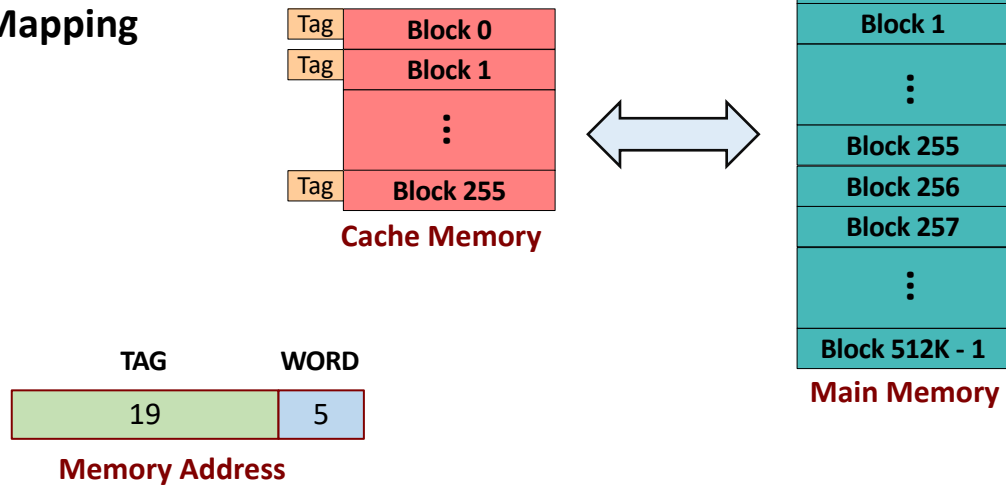 Mapping
Tag
Block 0
Tag
Block 1
⋮
Tag
Block 255
Cache Memory
Block 1
⋮
Block 255
Block 256
Block 257
⋮
Block 512K - 1
Main Memory
TAG WORD
19 5
Memory Address